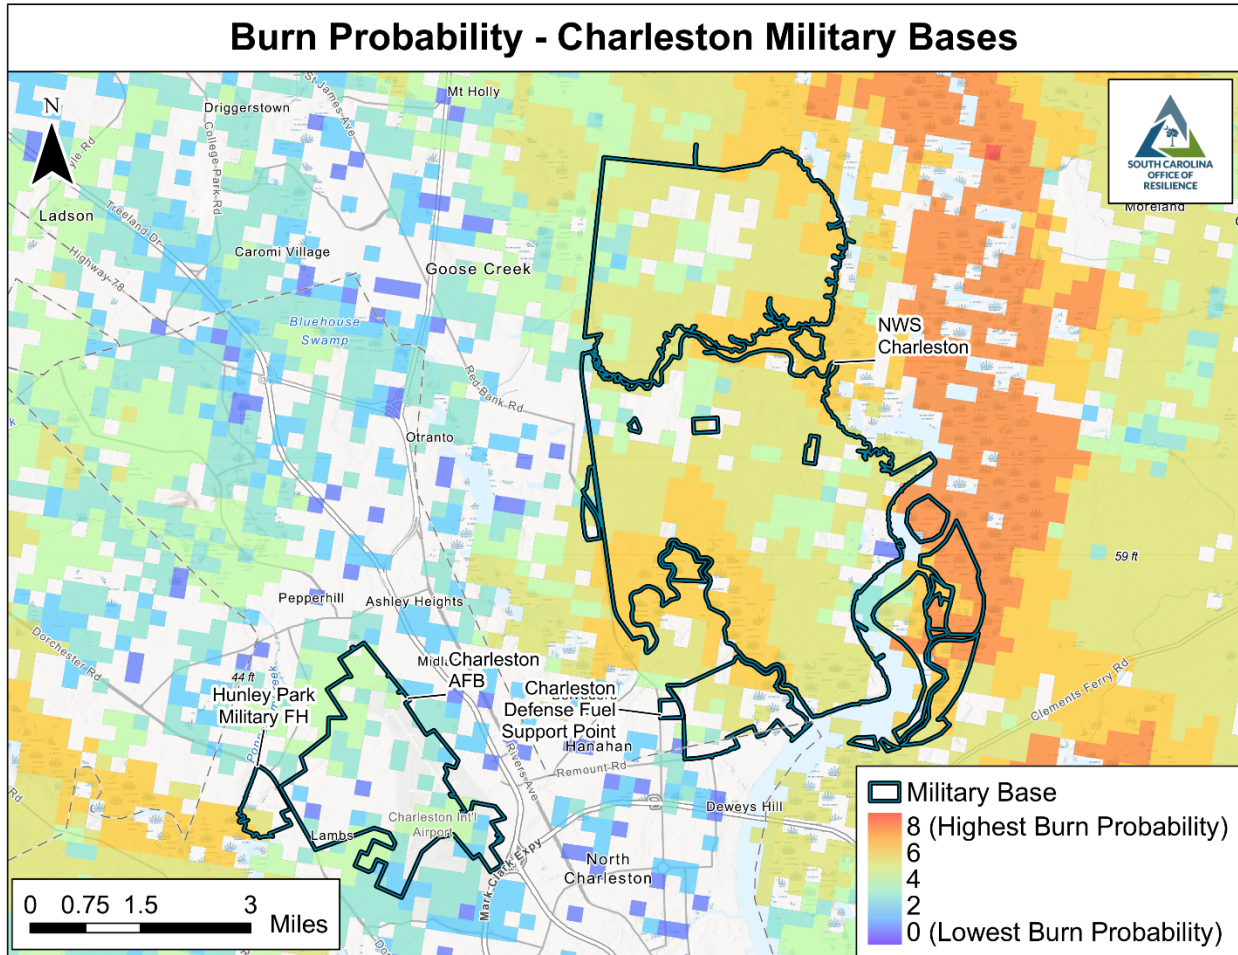 Burn Probability - Charleston Military Bases
N
SOUTH CAROLINA
OFFICE OF
RESILIENCE
Mt Holly
St James Ave
Driggerstown
College Park Rd
Ladson
Treeland Dr
Highway 78
Caromi Village
Goose Creek
Moreland
Bluehouse
Swamp
NWS
Charleston
Red Bank Rd
Otranto
59 ft
Pepperhill
Ashley Heights
Dorchester Rd
44 ft
Hunley Park
Military FH
Charleston
AFB
Charleston
Defense Fuel
Support Point
Hanahan
Remount Rd
Rivers Ave
Clements Ferry Rd
Rd
Lambs
Charleston Int'l
Airport
Mark Clark Expy
Deweys Hill
North
Charleston
Military Base
8 (Highest Burn Probability)
6
4
2
0 (Lowest Burn Probability)
0 0.75 1.5 3
Miles